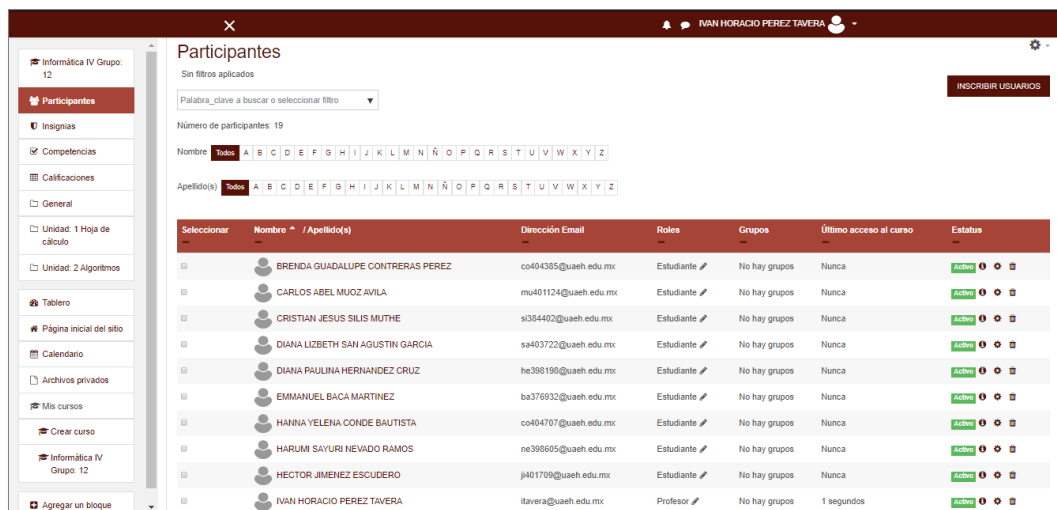 IVAN HORACIO PEREZ TAVERA
Informática IV Grupo: 12
Participantes
Insignias
Competencias
Calificaciones
General
Unidad: 1 Hoja de cálculo
Unidad: 2 Algoritmos
Tablero
Página inicial del sitio
Calendario
Archivos privados
Mis cursos
Crear curso
Informática IV Grupo: 12
Agregar un bloque
Participantes
Sin filtros aplicados
INSCRIBIR USUARIOS
Palabra_clave a buscar o seleccionar filtro
Número de participantes: 19
Nombre Todos A B C D E F G H I J K L M N Ñ O P Q R S T U V W X Y Z
Apellido(s) Todos A B C D E F G H I J K L M N Ñ O P Q R S T U V W X Y Z
Seleccionar Nombre / Apellido(s) Dirección Email Roles Grupos Último acceso al curso Estatus
BRENDA GUADALUPE CONTRERAS PEREZ co404385@uaeh.edu.mx Estudiante No hay grupos Nunca Activo
CARLOS ABEL MUOZ AVILA mu401124@uaeh.edu.mx Estudiante No hay grupos Nunca Activo
CRISTIAN JESUS SILIS MUTHE si384402@uaeh.edu.mx Estudiante No hay grupos Nunca Activo
DIANA LIZBETH SAN AGUSTIN GARCIA sa403722@uaeh.edu.mx Estudiante No hay grupos Nunca Activo
DIANA PAULINA HERNANDEZ CRUZ he398198@uaeh.edu.mx Estudiante No hay grupos Nunca Activo
EMMANUEL BACA MARTINEZ ba376932@uaeh.edu.mx Estudiante No hay grupos Nunca Activo
HANNA YELENA CONDE BAUTISTA co404707@uaeh.edu.mx Estudiante No hay grupos Nunca Activo
HARUMI SAYURI NEVADO RAMOS ne398605@uaeh.edu.mx Estudiante No hay grupos Nunca Activo
HECTOR JIMENEZ ESCUDERO ji401709@uaeh.edu.mx Estudiante No hay grupos Nunca Activo
IVAN HORACIO PEREZ TAVERA itavera@uaeh.edu.mx Profesor No hay grupos 1 segundos Activo